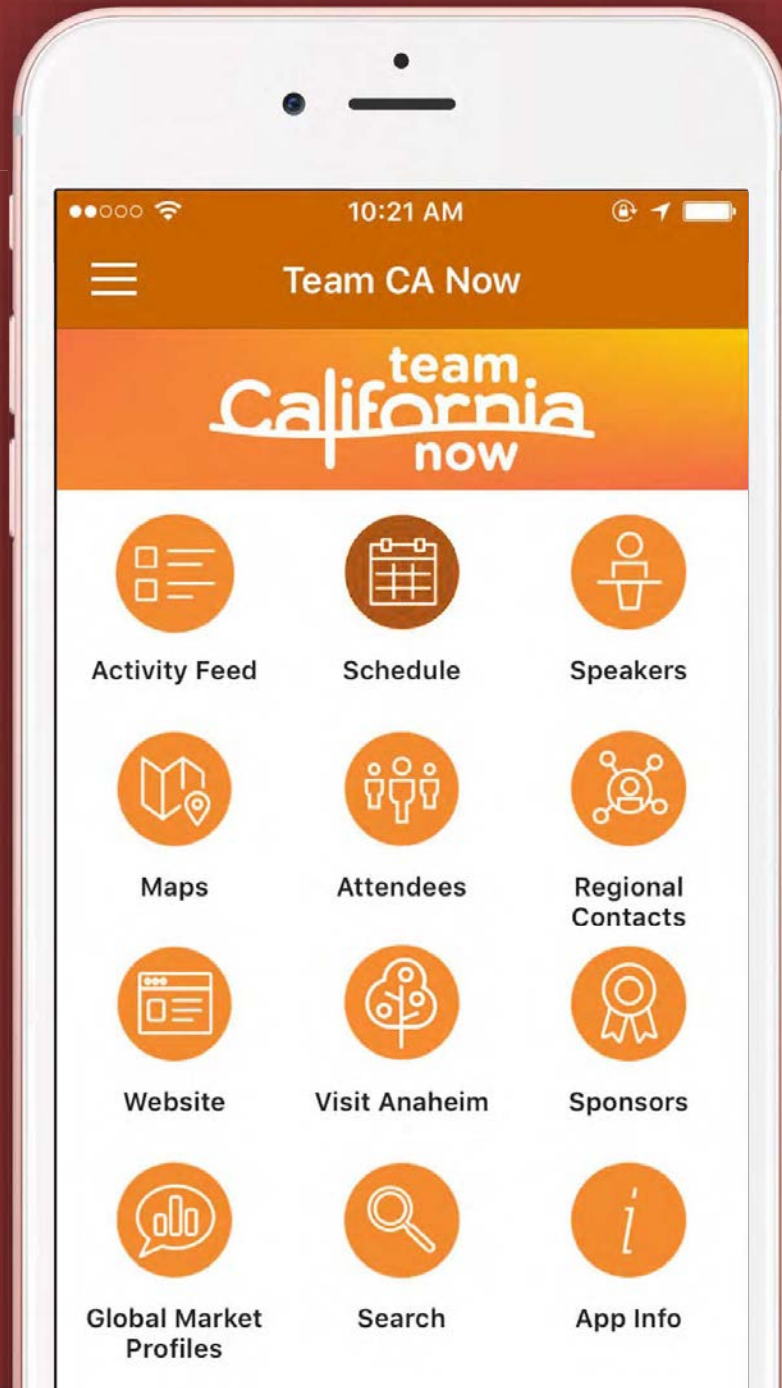 10:21 AM
Team CA Now
team
California
now
Activity Feed
Schedule
Speakers
Maps
Attendees
Regional
Contacts
Website
Visit Anaheim
Sponsors
i
Global Market
Profiles
Search
App Info